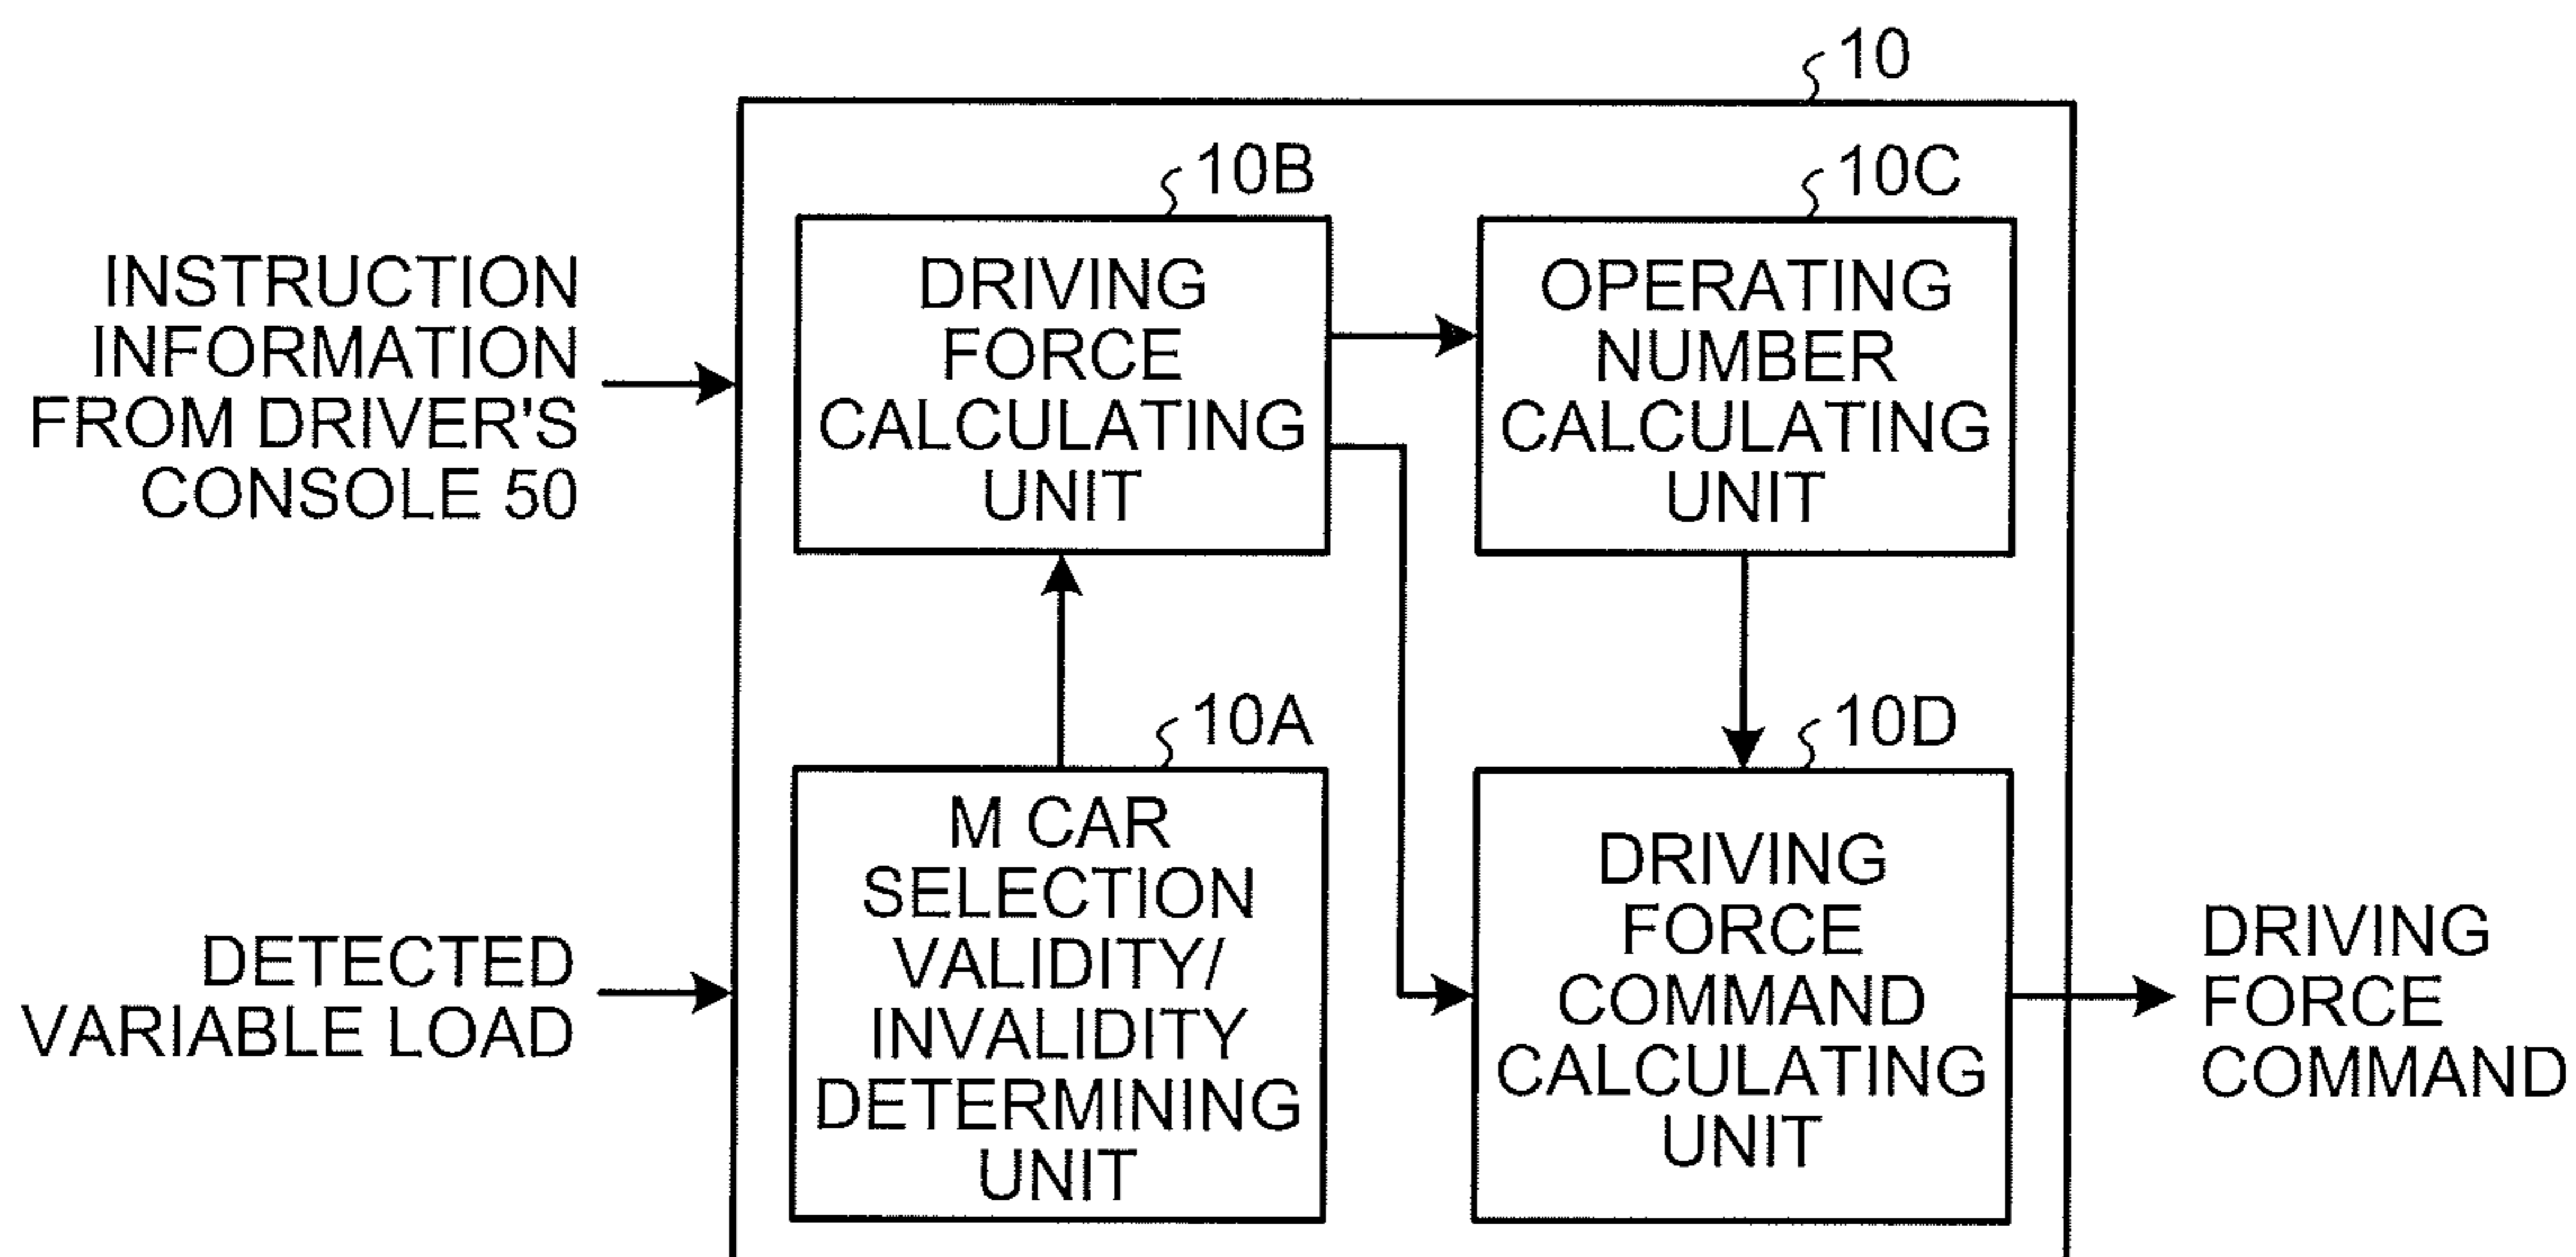 10
10B
10C
INSTRUCTION
INFORMATION
FROM DRIVER'S
CONSOLE 50
DRIVING
FORCE
CALCULATING
UNIT
OPERATING
NUMBER
CALCULATING
UNIT
10A
10D
DETECTED
VARIABLE LOAD
M CAR
SELECTION
VALIDITY/
INVALIDITY
DETERMINING
UNIT
DRIVING
FORCE
COMMAND
CALCULATING
UNIT
DRIVING
FORCE
COMMAND